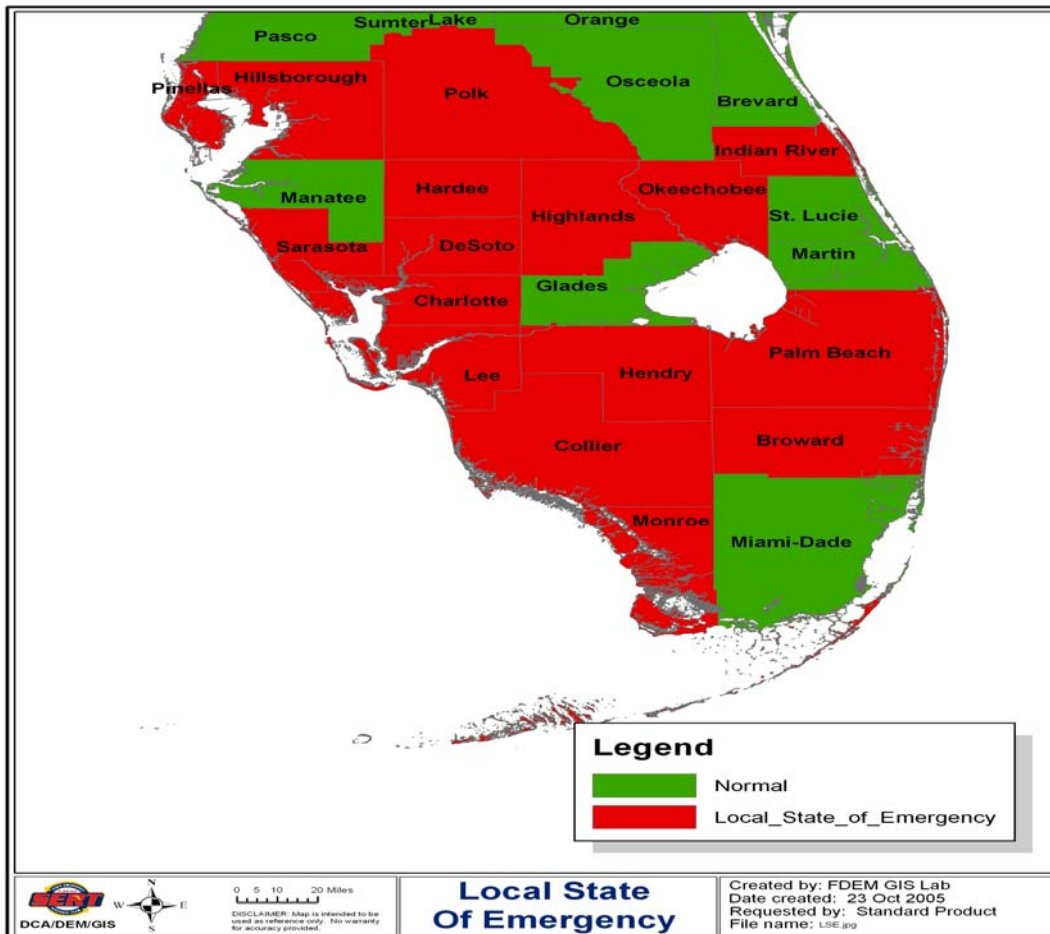 Sumter
Lake
Orange
Pasco
Pinellas
Hillsborough
Polk
Osceola
Brevard
Indian River
Hardee
Okeechobee
Manatee
Highlands
St. Lucie
Sarasota
DeSoto
Martin
Glades
Charlotte
Palm Beach
Lee
Hendry
Collier
Broward
Monroe
Miami-Dade
Legend
Normal
Local_State_of_Emergency
SERT
DCA/DEM/GIS
N
W
E
S
0 5 10 20 Miles
DISCLAIMER: Map is intended to be
used as reference only. No warranty
for accuracy provided.
Local State
Of Emergency
Created by: FDEM GIS Lab
Date created: 23 Oct 2005
Requested by: Standard Product
File name: LSE.jpg